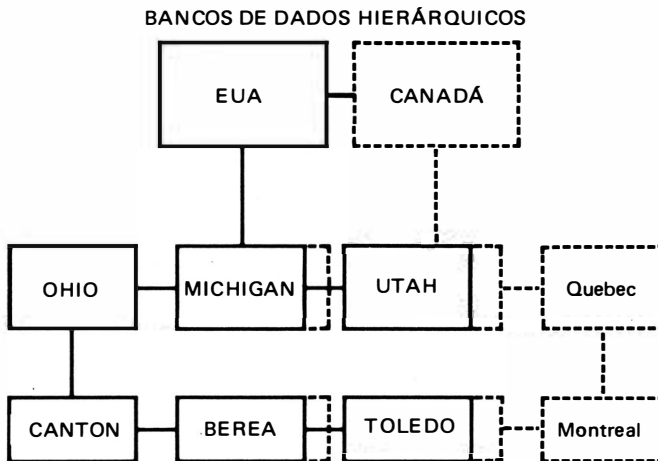 BANCOS DE DADOS HIERÁRQUICOS
EUA
CANADÁ
OHIO
MICHIGAN
UTAH
Quebec
CANTON
BEREA
TOLEDO
Montreal